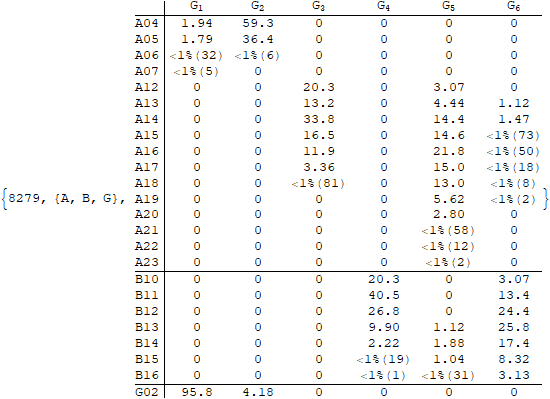 G1 G2 G3 G4 G5 G6
A04 1.94 59.3 0 0 0 0
A05 1.79 36.4 0 0 0 0
A06 <1%(32) <1%(6) 0 0 0 0
A07 <1%(5) 0 0 0 0 0
A12 0 0 20.3 0 3.07 0
A13 0 0 13.2 0 4.44 1.12
A14 0 0 33.8 0 14.4 1.47
A15 0 0 16.5 0 14.6 <1%(73)
A16 0 0 11.9 0 21.8 <1%(50)
A17 0 0 3.36 0 15.0 <1%(18)
A18 0 0 <1%(81) 0 13.0 <1%(8)
{8279, {A, B, G}, A19 0 0 0 0 5.62 <1%(2) }
A20 0 0 0 0 2.80 0
A21 0 0 0 0 <1%(58) 0
A22 0 0 0 0 <1%(12) 0
A23 0 0 0 0 <1%(2) 0
B10 0 0 0 20.3 0 3.07
B11 0 0 0 40.5 0 13.4
B12 0 0 0 26.8 0 24.4
B13 0 0 0 9.90 1.12 25.8
B14 0 0 0 2.22 1.88 17.4
B15 0 0 0 <1%(19) 1.04 8.32
B16 0 0 0 <1%(1) <1%(31) 3.13
G02 95.8 4.18 0 0 0 0